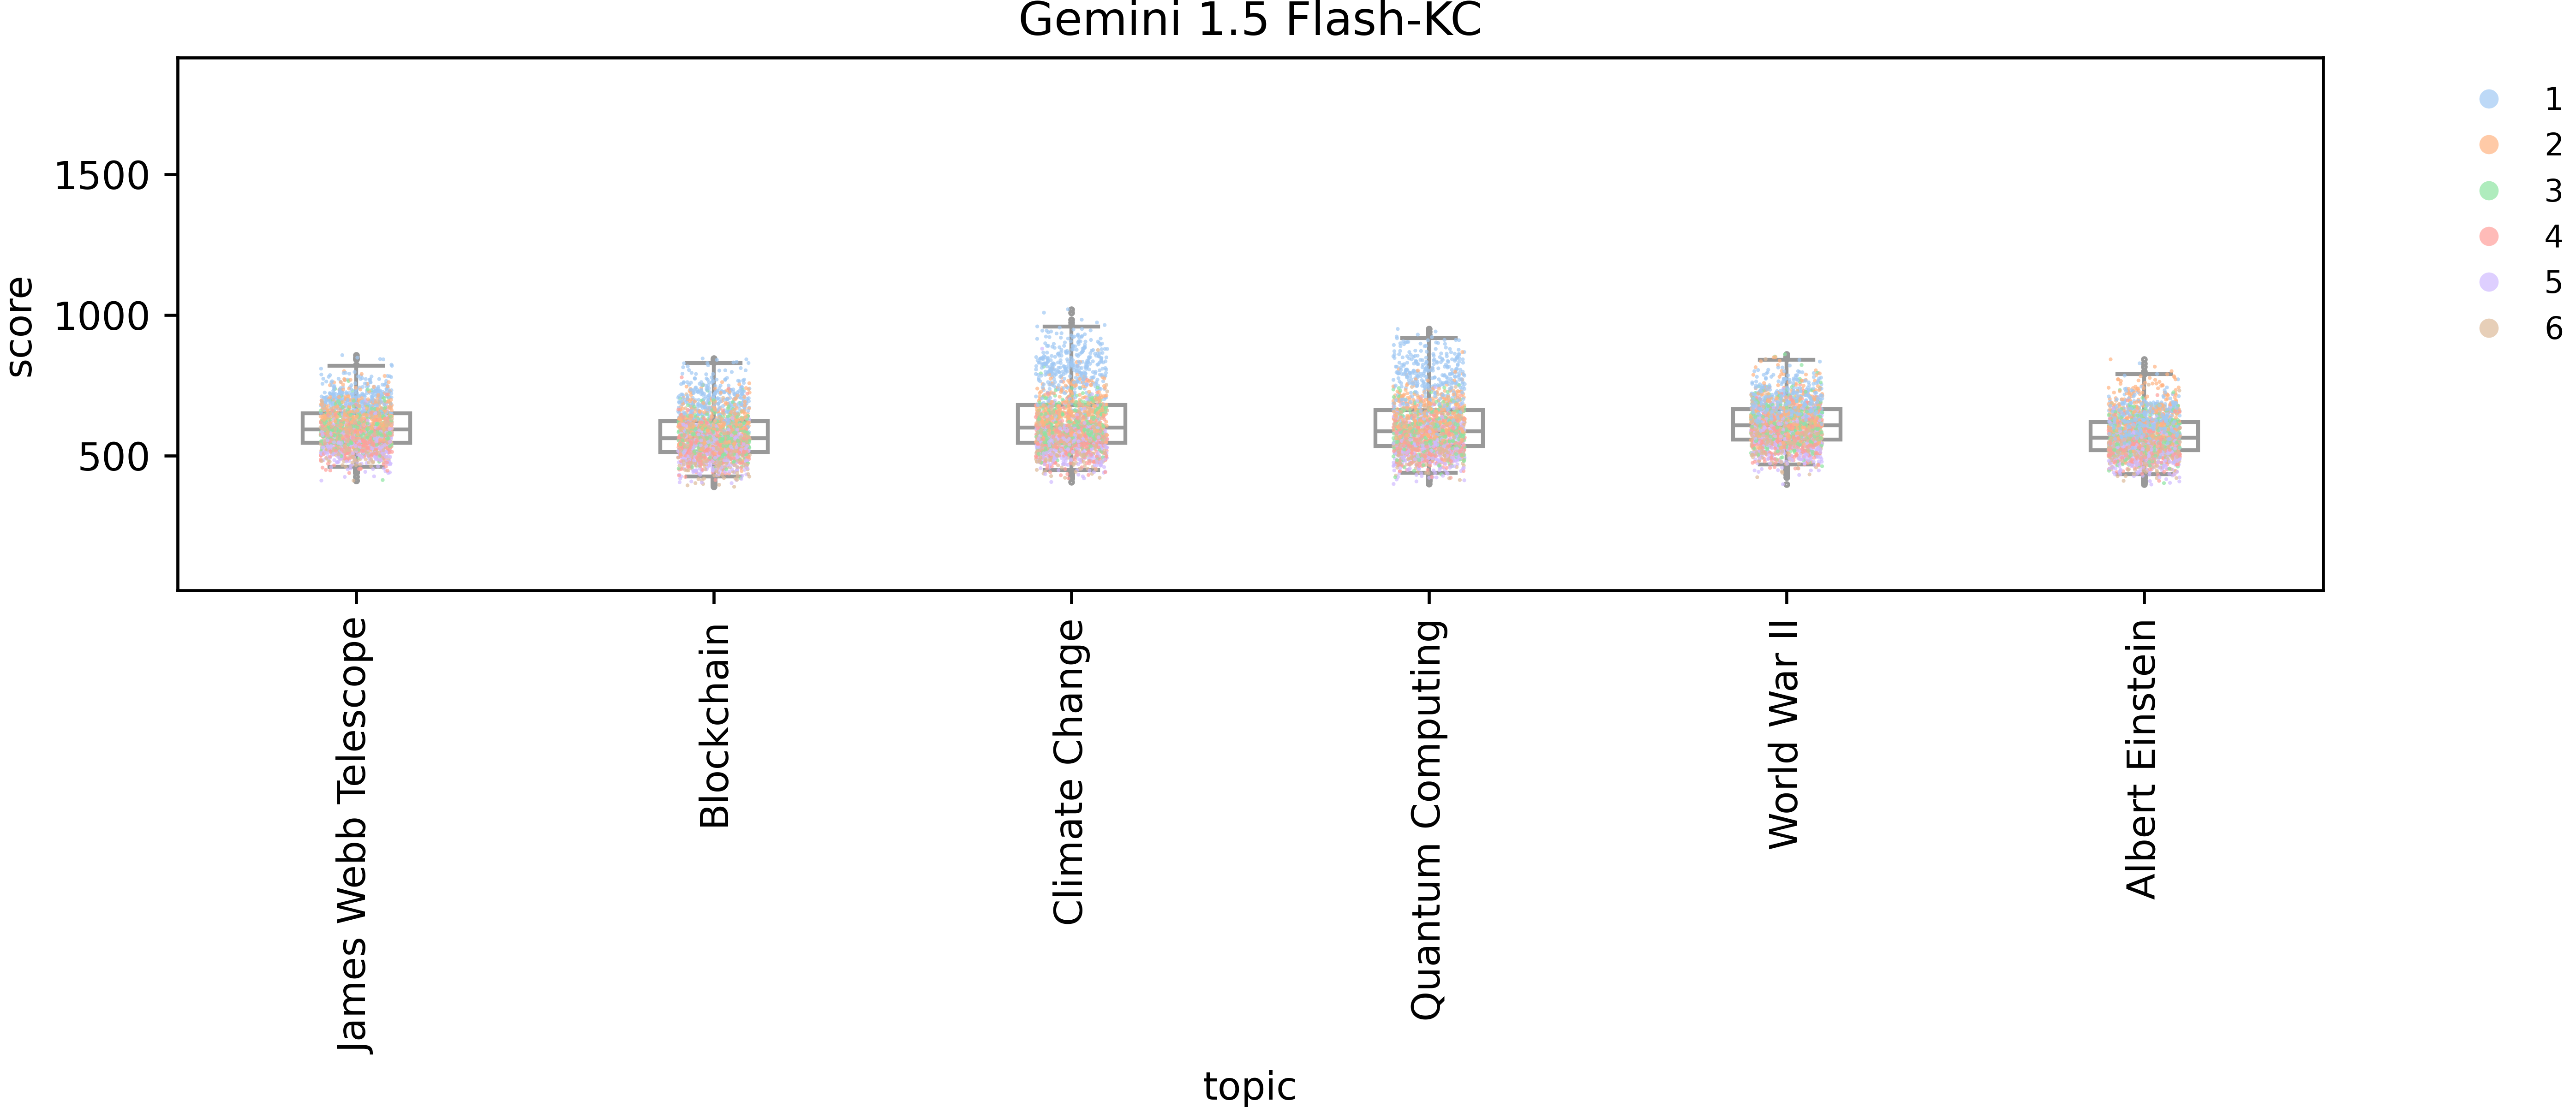 Gemini 1.5 Flash-KC
score
1500
1000
500
James Webb Telescope
Blockchain
Climate Change
Quantum Computing
World War II
Albert Einstein
topic
1
2
3
4
5
6